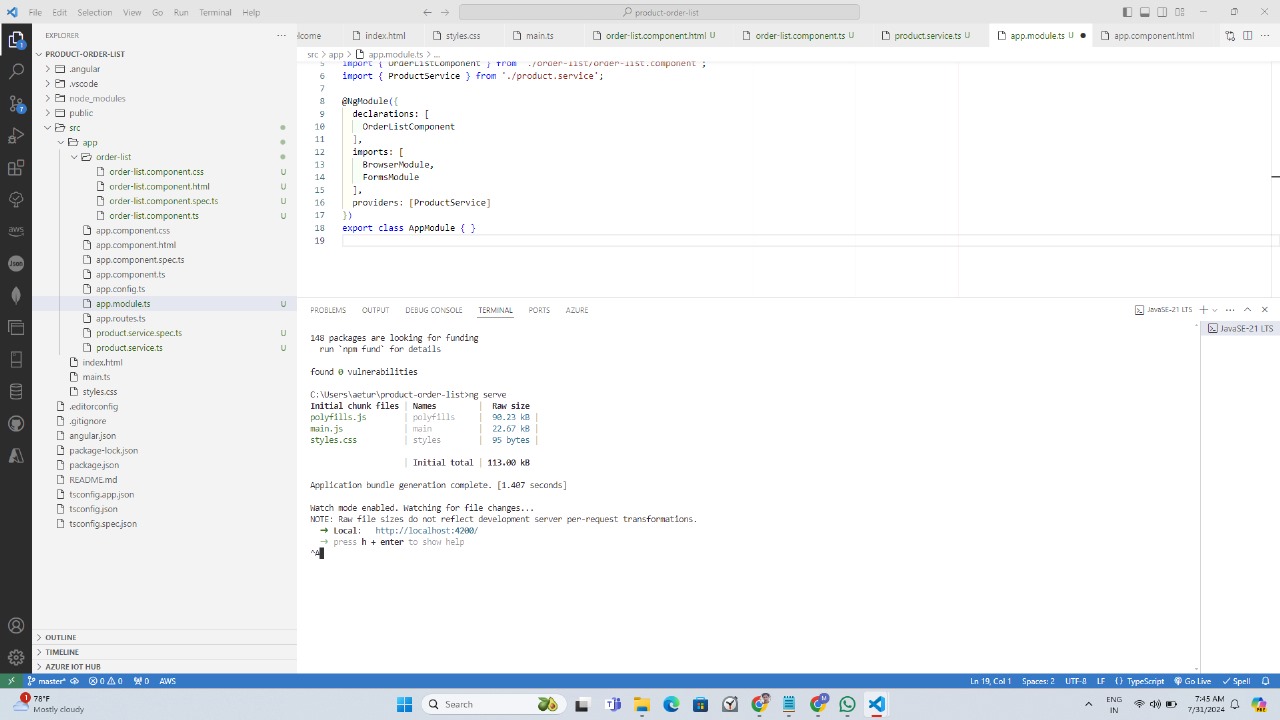 File Edit Selection View Go Run Terminal Help
product-order-list
EXPLORER
lcome
index.html
styles.css
main.ts
order-list.component.html U
order-list.component.ts U
product.service.ts U
app.module.ts U
app.component.html
PRODUCT-ORDER-LIST
.angular
.vscode
node_modules
public
src
app
order-list
order-list.component.css U
order-list.component.html U
order-list.component.spec.ts U
order-list.component.ts U
app.component.css
app.component.html
app.component.spec.ts
app.component.ts
app.config.ts
app.module.ts U
app.routes.ts
product.service.spec.ts U
product.service.ts U
index.html
main.ts
styles.css
.editorconfig
.gitignore
angular.json
package-lock.json
package.json
README.md
tsconfig.app.json
tsconfig.json
tsconfig.spec.json
OUTLINE
TIMELINE
AZURE IOT HUB
src > app > app.module.ts > ...
5 import { OrderListComponent } from './order-list/order-list.component';
6 import { ProductService } from './product.service';
7
8 @NgModule({
9 declarations: [
10 OrderListComponent
11 ],
12 imports: [
13 BrowserModule,
14 FormsModule
15 ],
16 providers: [ProductService]
17 })
18 export class AppModule { }
19
PROBLEMS OUTPUT DEBUG CONSOLE TERMINAL PORTS AZURE
JavaSE-21 LTS
JavaSE-21 LTS
148 packages are looking for funding
run `npm fund` for details
found 0 vulnerabilities
C:\Users\aetur\product-order-list>ng serve
Initial chunk files | Names | Raw size
polyfills.js | polyfills | 90.23 kB |
main.js | main | 22.67 kB |
styles.css | styles | 95 bytes |
| Initial total | 113.00 kB
Application bundle generation complete. [1.407 seconds]
Watch mode enabled. Watching for file changes...
NOTE: Raw file sizes do not reflect development server per-request transformations.
➜ Local: http://localhost:4200/
➜ press h + enter to show help
^A
master* 0 0 0 AWS
Ln 19, Col 1 Spaces: 2 UTF-8 LF {} TypeScript Go Live Spell
78°F
Mostly cloudy
Search
ENG
IN
7:45 AM
7/31/2024